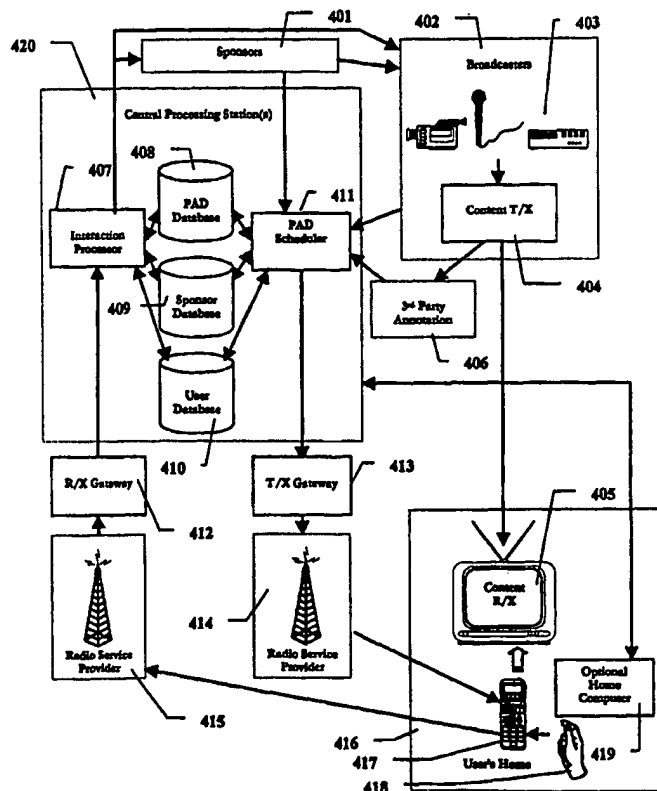 401
402
403
420
Sponsors
Broadcasters
Central Processing Station(s)
408
407
411
PAD
Database
PAD
Scheduler
Interaction
Processor
Content T/X
404
409
Sponsor
Database
3rd Party
Annotation
406
User
Database
410
R/X Gateway
412
T/X Gateway
413
405
Content
R/X
414
Radio Service
Provider
415
Radio Service
Provider
Optional
Home
Computer
416
417
User's Home
419
418